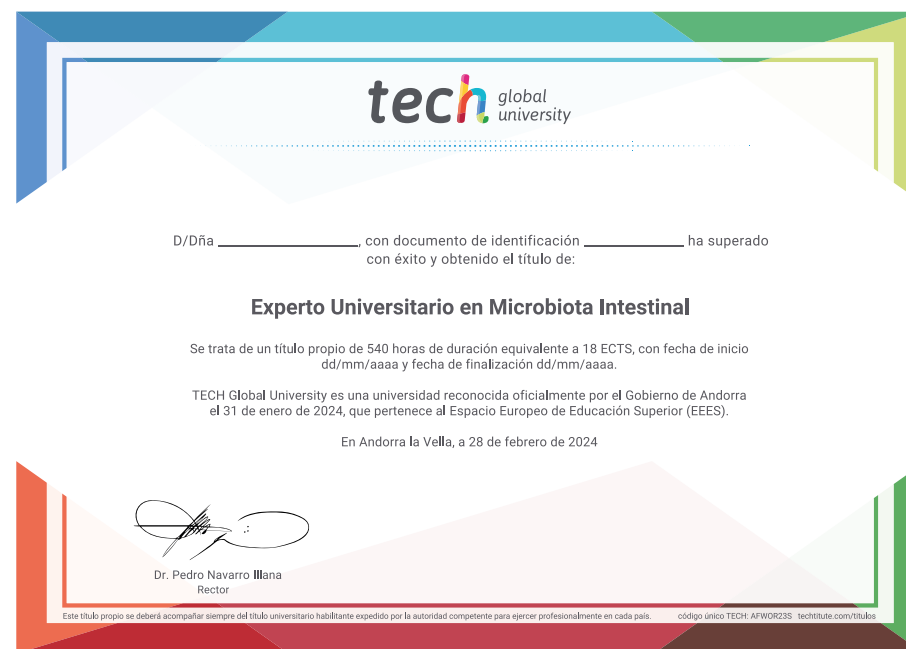 tech global university
D/Dña ____________________, con documento de identificación ______________ ha superado
con éxito y obtenido el título de:
Experto Universitario en Microbiota Intestinal
Se trata de un título propio de 540 horas de duración equivalente a 18 ECTS, con fecha de inicio
dd/mm/aaaa y fecha de finalización dd/mm/aaaa.
TECH Global University es una universidad reconocida oficialmente por el Gobierno de Andorra
el 31 de enero de 2024, que pertenece al Espacio Europeo de Educación Superior (EEES).
En Andorra la Vella, a 28 de febrero de 2024
Dr. Pedro Navarro Illana
Rector
Este título propio se deberá acompañar siempre del título universitario habilitante expedido por la autoridad competente para ejercer profesionalmente en cada país. código único TECH: AFWOR23S techtitute.com/titulos